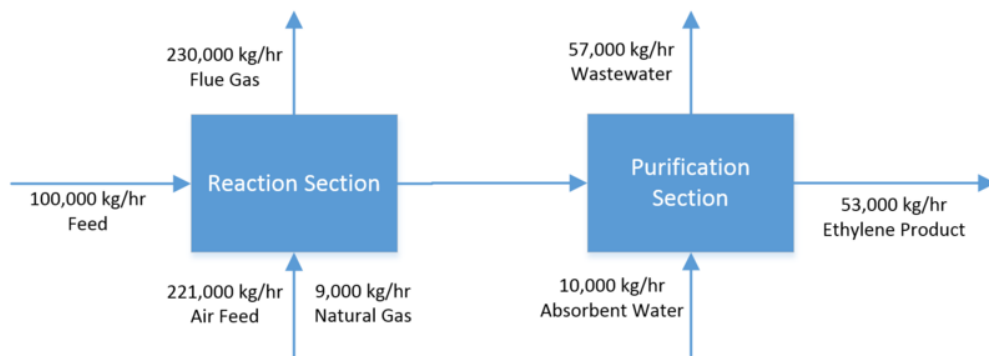 230,000 kg/hr
Flue Gas
57,000 kg/hr
Wastewater
Reaction Section
Purification
Section
100,000 kg/hr
Feed
53,000 kg/hr
Ethylene Product
221,000 kg/hr
Air Feed
9,000 kg/hr
Natural Gas
10,000 kg/hr
Absorbent Water